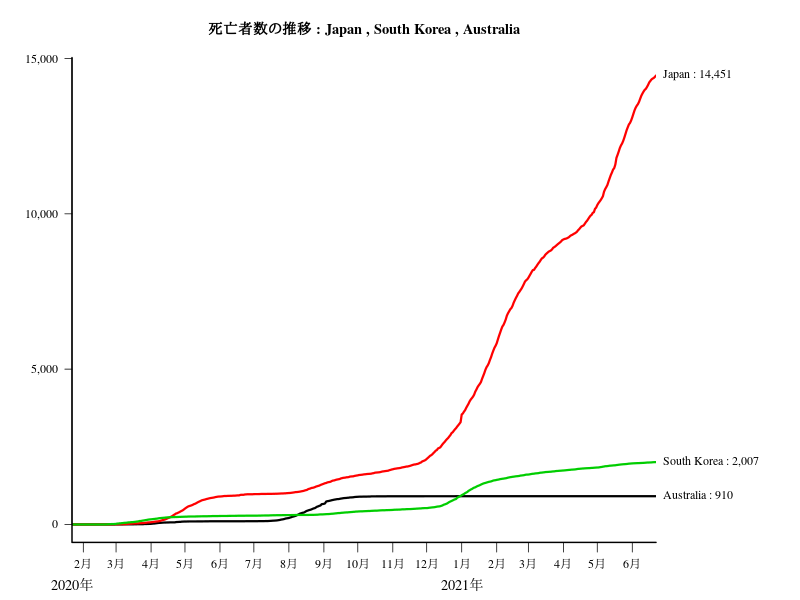 死亡者数の推移 : Japan , South Korea , Australia
15,000
10,000
5,000
0
Japan : 14,451
South Korea : 2,007
Australia : 910
2月 3月 4月 5月 6月 7月 8月 9月 10月 11月 12月 1月 2月 3月 4月 5月 6月
2020年 2021年